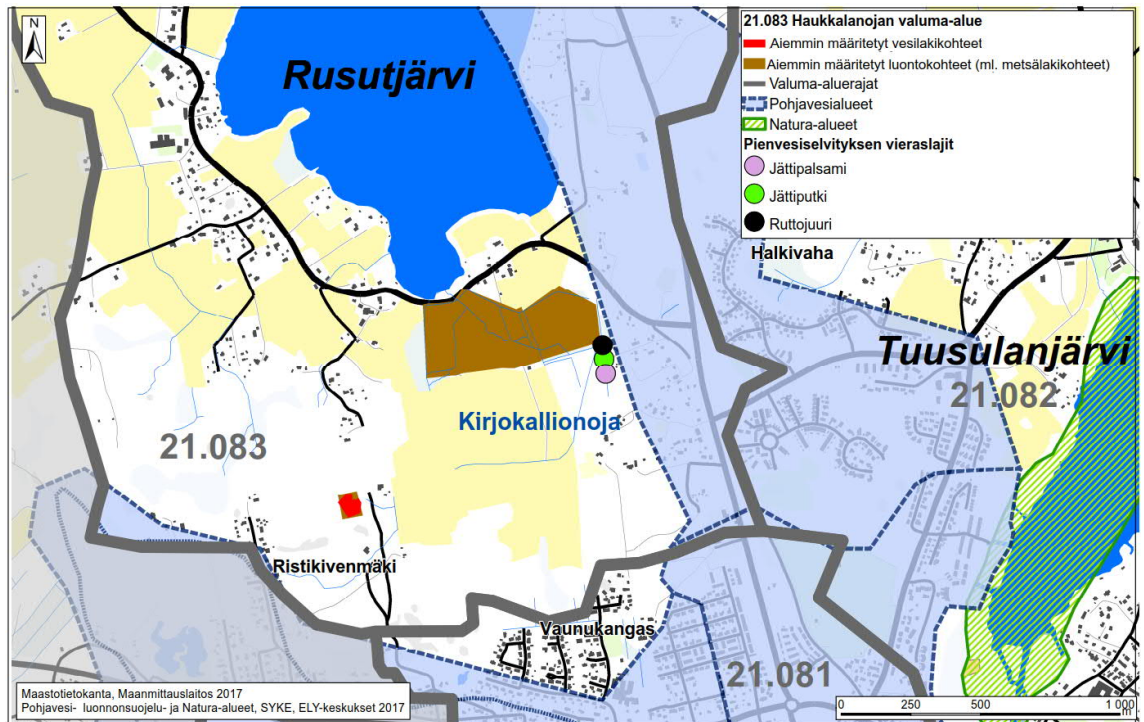 N
Rusutjärvi
21.083 Haukkalanojan valuma-alue
Aiemmin määritetyt vesilakikohteet
Aiemmin määritetyt luontokohteet (ml. metsälakikohteet)
Valuma-aluerajat
Pohjavesialueet
Natura-alueet
Pienvesiselvityksen vieraslajit
Jättipalsami
Jättiputki
Ruttojuuri
Halkivaha
Tuusulanjärvi
21.082
Kirjokallionoja
21.083
Ristikivenmäki
Vaunukangas
21.081
Maastotietokanta, Maanmittauslaitos 2017
Pohjavesi- luonnonsuojelu- ja Natura-alueet, SYKE, ELY-keskukset 2017
0 250 500 1 000
m